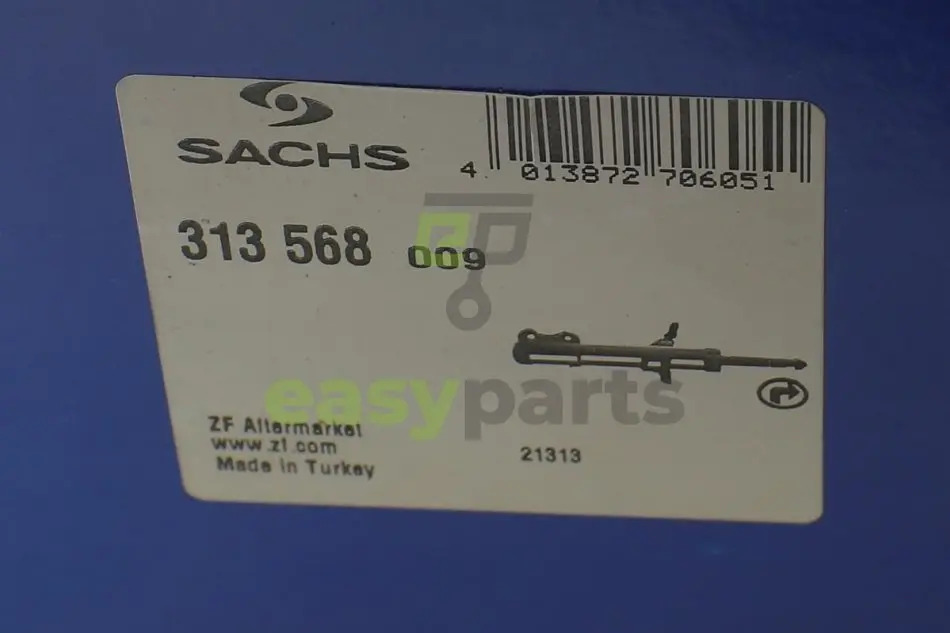 SACHS
4 013872 706051
313 568 009
easyparts
ZF Aftermarket
www.zf.com
Made in Turkey
21313